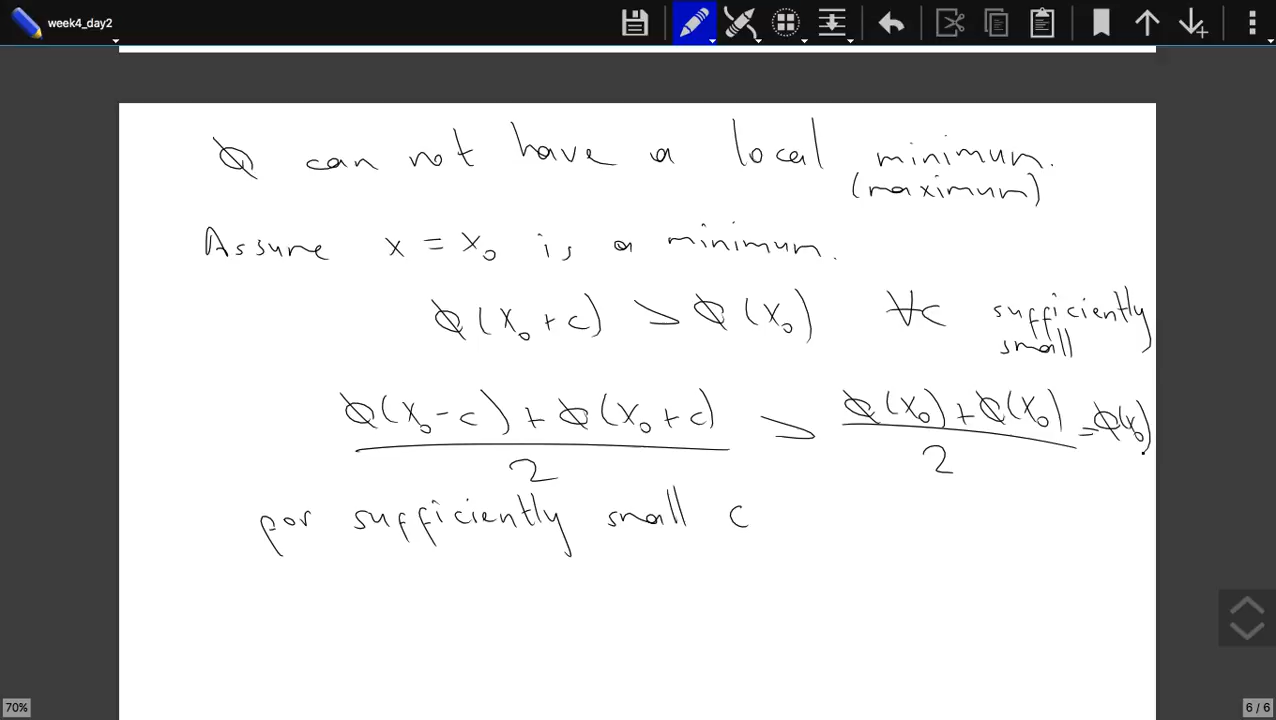 week4_day2
Φ can not have a local minimum.
(maximum)
Assume x = x₀ is a minimum.
Φ(x₀+c) > Φ(x₀) ∀c sufficiently
small
Φ(x₀-c) + Φ(x₀+c) / 2 > Φ(x₀) + Φ(x₀) / 2 = Φ(x₀)
for sufficiently small c
70%
6 / 6